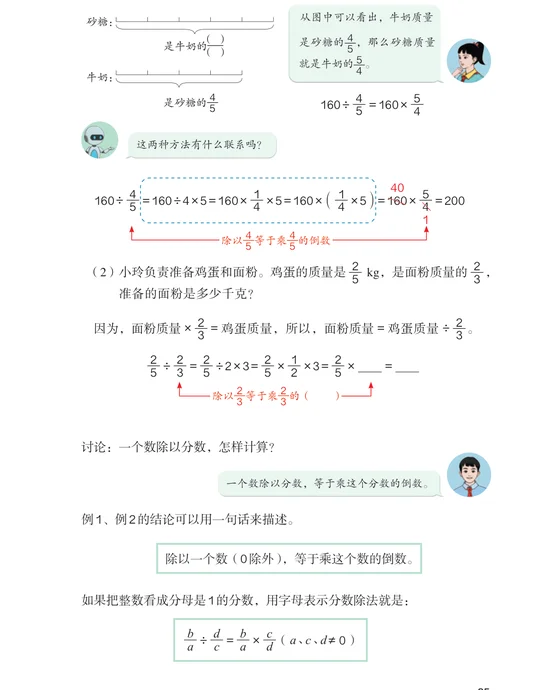 砂糖：
是牛奶的( )/( )
牛奶：
是砂糖的4/5
从图中可以看出，牛奶质量
是砂糖的4/5，那么砂糖质量
就是牛奶的5/4。
160÷4/5=160×5/4
这两种方法有什么联系吗？
160÷4/5=160÷4×5=160×1/4×5=160×(1/4×5)=160×5/4=200
40
1
除以4/5等于乘4/5的倒数
（2）小玲负责准备鸡蛋和面粉。鸡蛋的质量是2/5 kg，是面粉质量的2/3，
准备的面粉是多少千克？
因为，面粉质量×2/3=鸡蛋质量，所以，面粉质量=鸡蛋质量÷2/3。
2/5÷2/3=2/5÷2×3=2/5×1/2×3=2/5×____=____
除以2/3等于乘2/3的（ ）
讨论：一个数除以分数，怎样计算？
一个数除以分数，等于乘这个分数的倒数。
例1、例2的结论可以用一句话来描述。
除以一个数（0除外），等于乘这个数的倒数。
如果把整数看成分母是1的分数，用字母表示分数除法就是：
b/a÷d/c=b/a×c/d（a、c、d≠0）